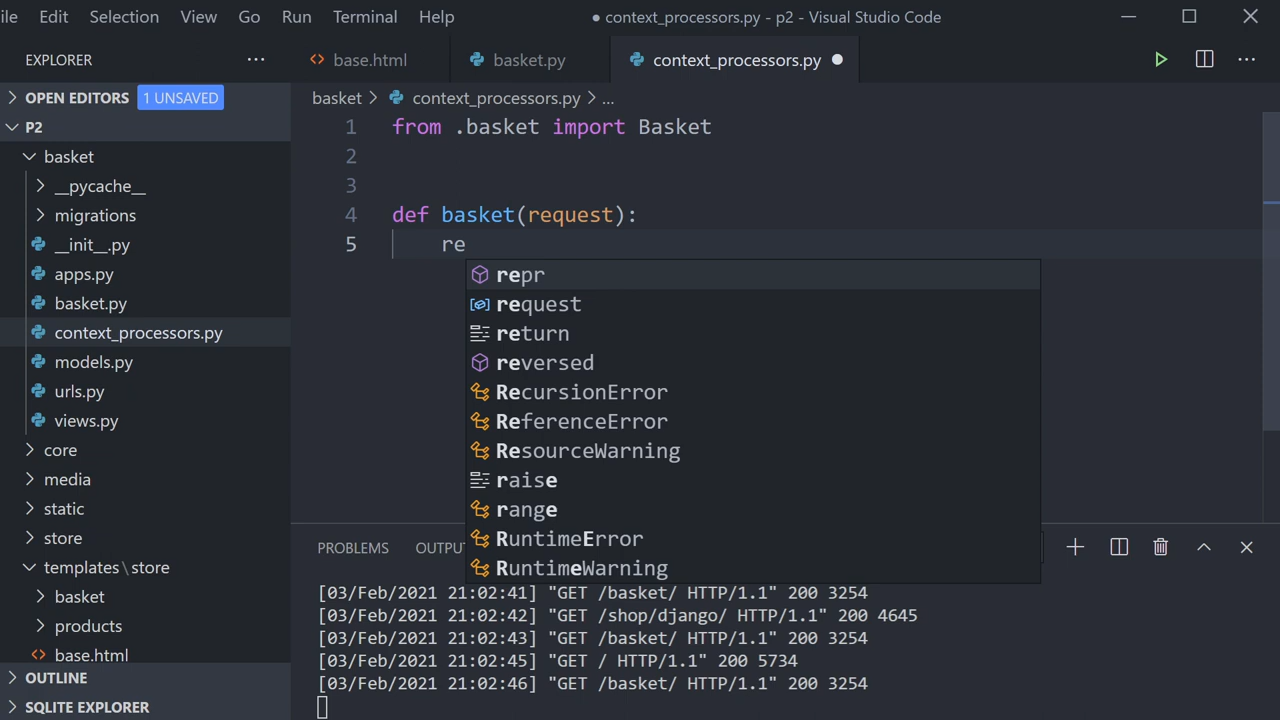 ile Edit Selection View Go Run Terminal Help ● context_processors.py - p2 - Visual Studio Code
EXPLORER ... base.html basket.py context_processors.py
OPEN EDITORS 1 UNSAVED
basket > context_processors.py > ...
P2
basket
__pycache__
migrations
__init__.py
apps.py
basket.py
context_processors.py
models.py
urls.py
views.py
core
media
static
store
templates\store
basket
products
base.html
OUTLINE
SQLITE EXPLORER
1 from .basket import Basket
2
3
4 def basket(request):
5 re
repr
request
return
reversed
RecursionError
ReferenceError
ResourceWarning
raise
range
RuntimeError
RuntimeWarning
PROBLEMS OUTPU
[03/Feb/2021 21:02:41] "GET /basket/ HTTP/1.1" 200 3254
[03/Feb/2021 21:02:42] "GET /shop/django/ HTTP/1.1" 200 4645
[03/Feb/2021 21:02:43] "GET /basket/ HTTP/1.1" 200 3254
[03/Feb/2021 21:02:45] "GET / HTTP/1.1" 200 5734
[03/Feb/2021 21:02:46] "GET /basket/ HTTP/1.1" 200 3254